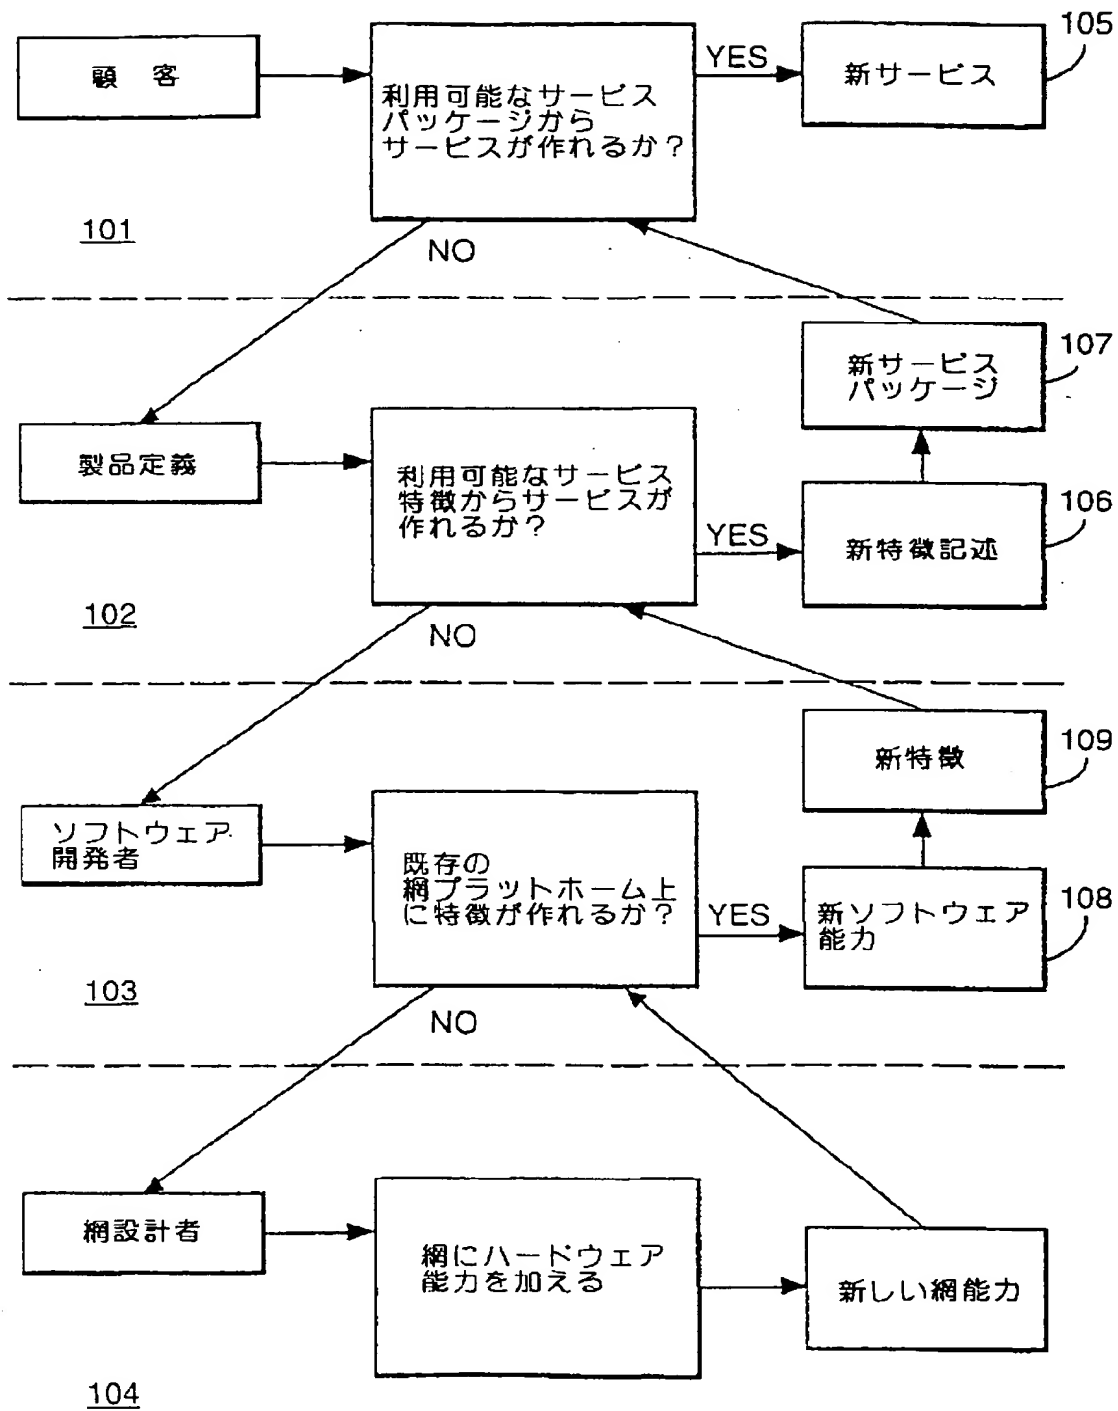 105
顧 客
利用可能なサービス
パッケージから
サービスが作れるか?
YES
新サービス
101
NO
107
新サービス
パッケージ
製品定義
利用可能なサービス
特徴からサービスが
作れるか?
YES
106
新特徴記述
102
NO
109
新特徴
ソフトウェア
開発者
既存の
網プラットホーム上
に特徴が作れるか?
YES
108
新ソフトウェア
能力
103
NO
網設計者
網にハードウェア
能力を加える
新しい網能力
104